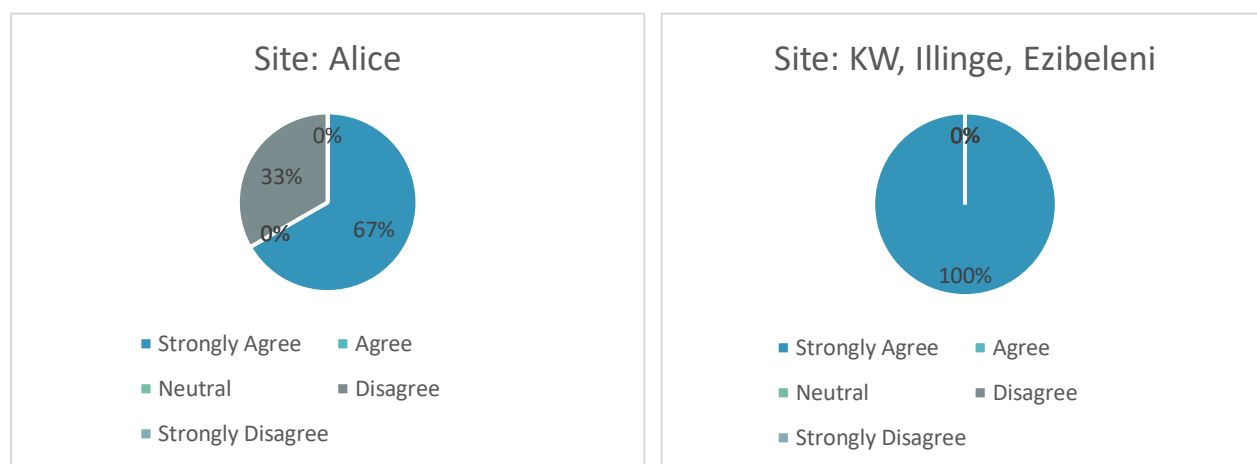 Site: Alice
0%
33%
0%
67%
Strongly Agree
Agree
Neutral
Disagree
Strongly Disagree
Site: KW, Illinge, Ezibeleni
0%
100%
Strongly Agree
Agree
Neutral
Disagree
Strongly Disagree